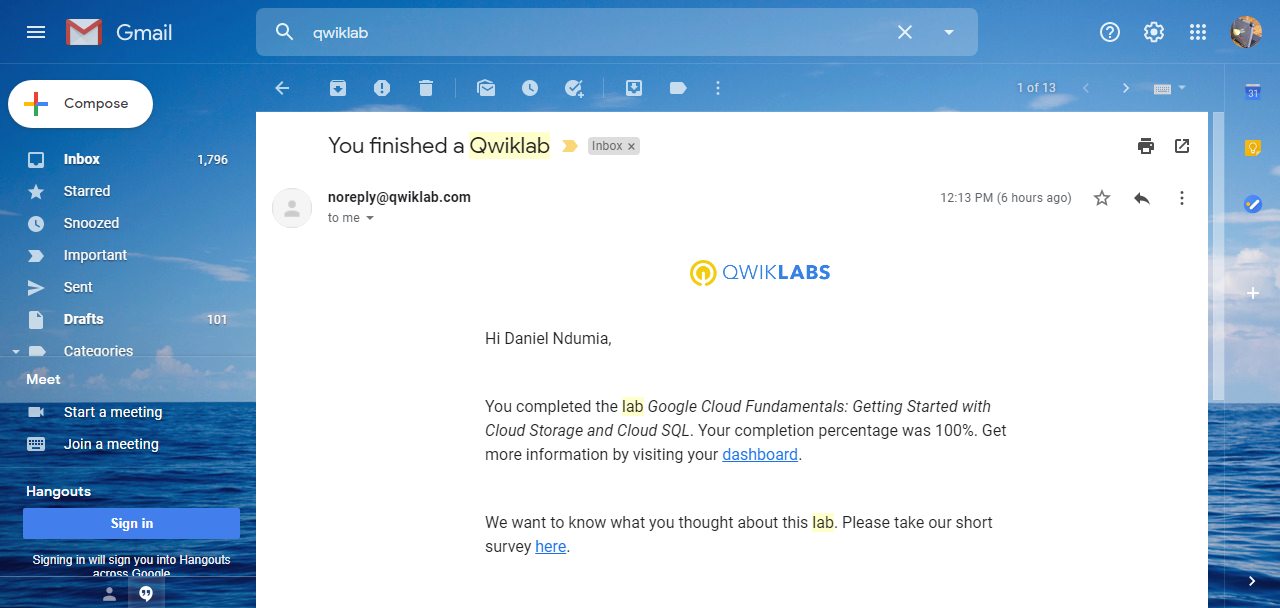 Gmail
qwiklab
Compose
1 of 13
31
You finished a Qwiklab
Inbox x
Inbox 1,796
Starred
Snoozed
Important
Sent
Drafts 101
Categories
noreply@qwiklab.com
12:13 PM (6 hours ago)
to me
QWIKLABS
Hi Daniel Ndumia,
You completed the lab Google Cloud Fundamentals: Getting Started with
Cloud Storage and Cloud SQL. Your completion percentage was 100%. Get
more information by visiting your dashboard.
We want to know what you thought about this lab. Please take our short
survey here.
Meet
Start a meeting
Join a meeting
Hangouts
Sign in
Signing in will sign you into Hangouts
across Google